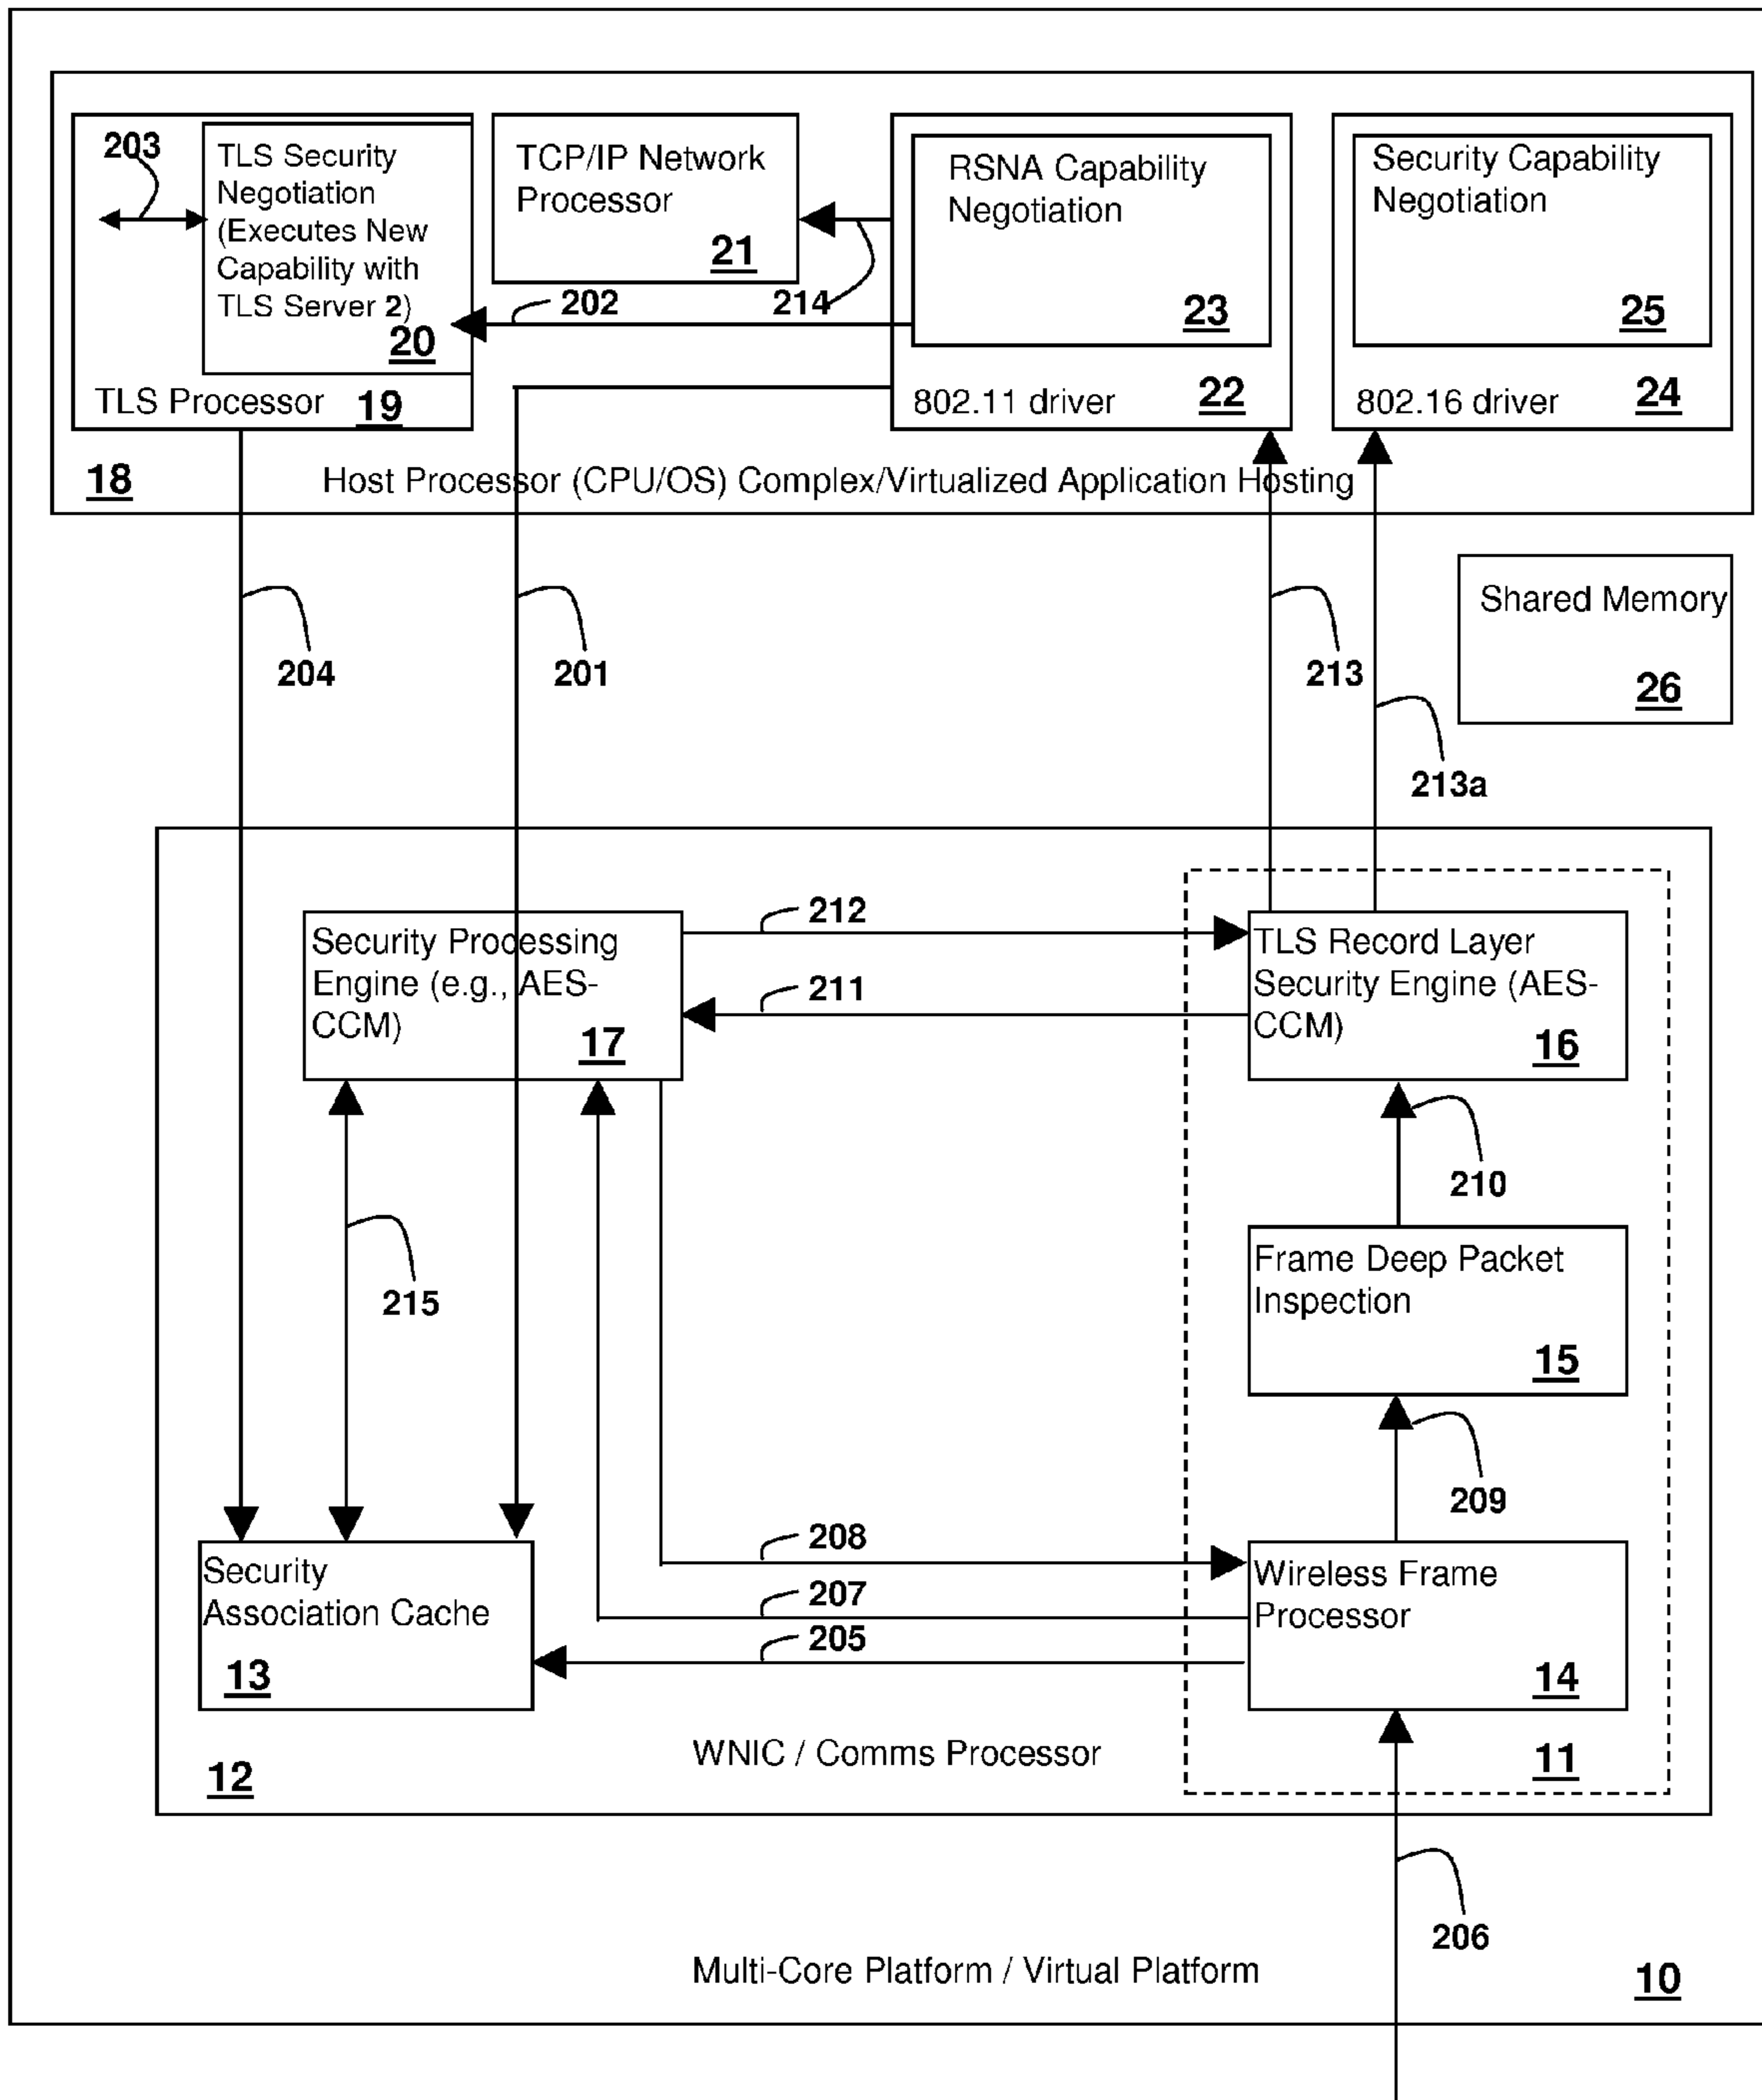 203
TLS Security
Negotiation
(Executes New
Capability with
TLS Server 2)
20
TLS Processor 19
TCP/IP Network
Processor
21
214
202
RSNA Capability
Negotiation
23
802.11 driver 22
Security Capability
Negotiation
25
802.16 driver 24
18
Host Processor (CPU/OS) Complex/Virtualized Application Hosting
204
201
213
213a
Shared Memory
26
Security Processing
Engine (e.g., AES-
CCM)
17
212
211
TLS Record Layer
Security Engine (AES-
CCM)
16
210
215
Frame Deep Packet
Inspection
15
209
208
207
205
Security
Association Cache
13
Wireless Frame
Processor
14
12
WNIC / Comms Processor
11
206
Multi-Core Platform / Virtual Platform
10